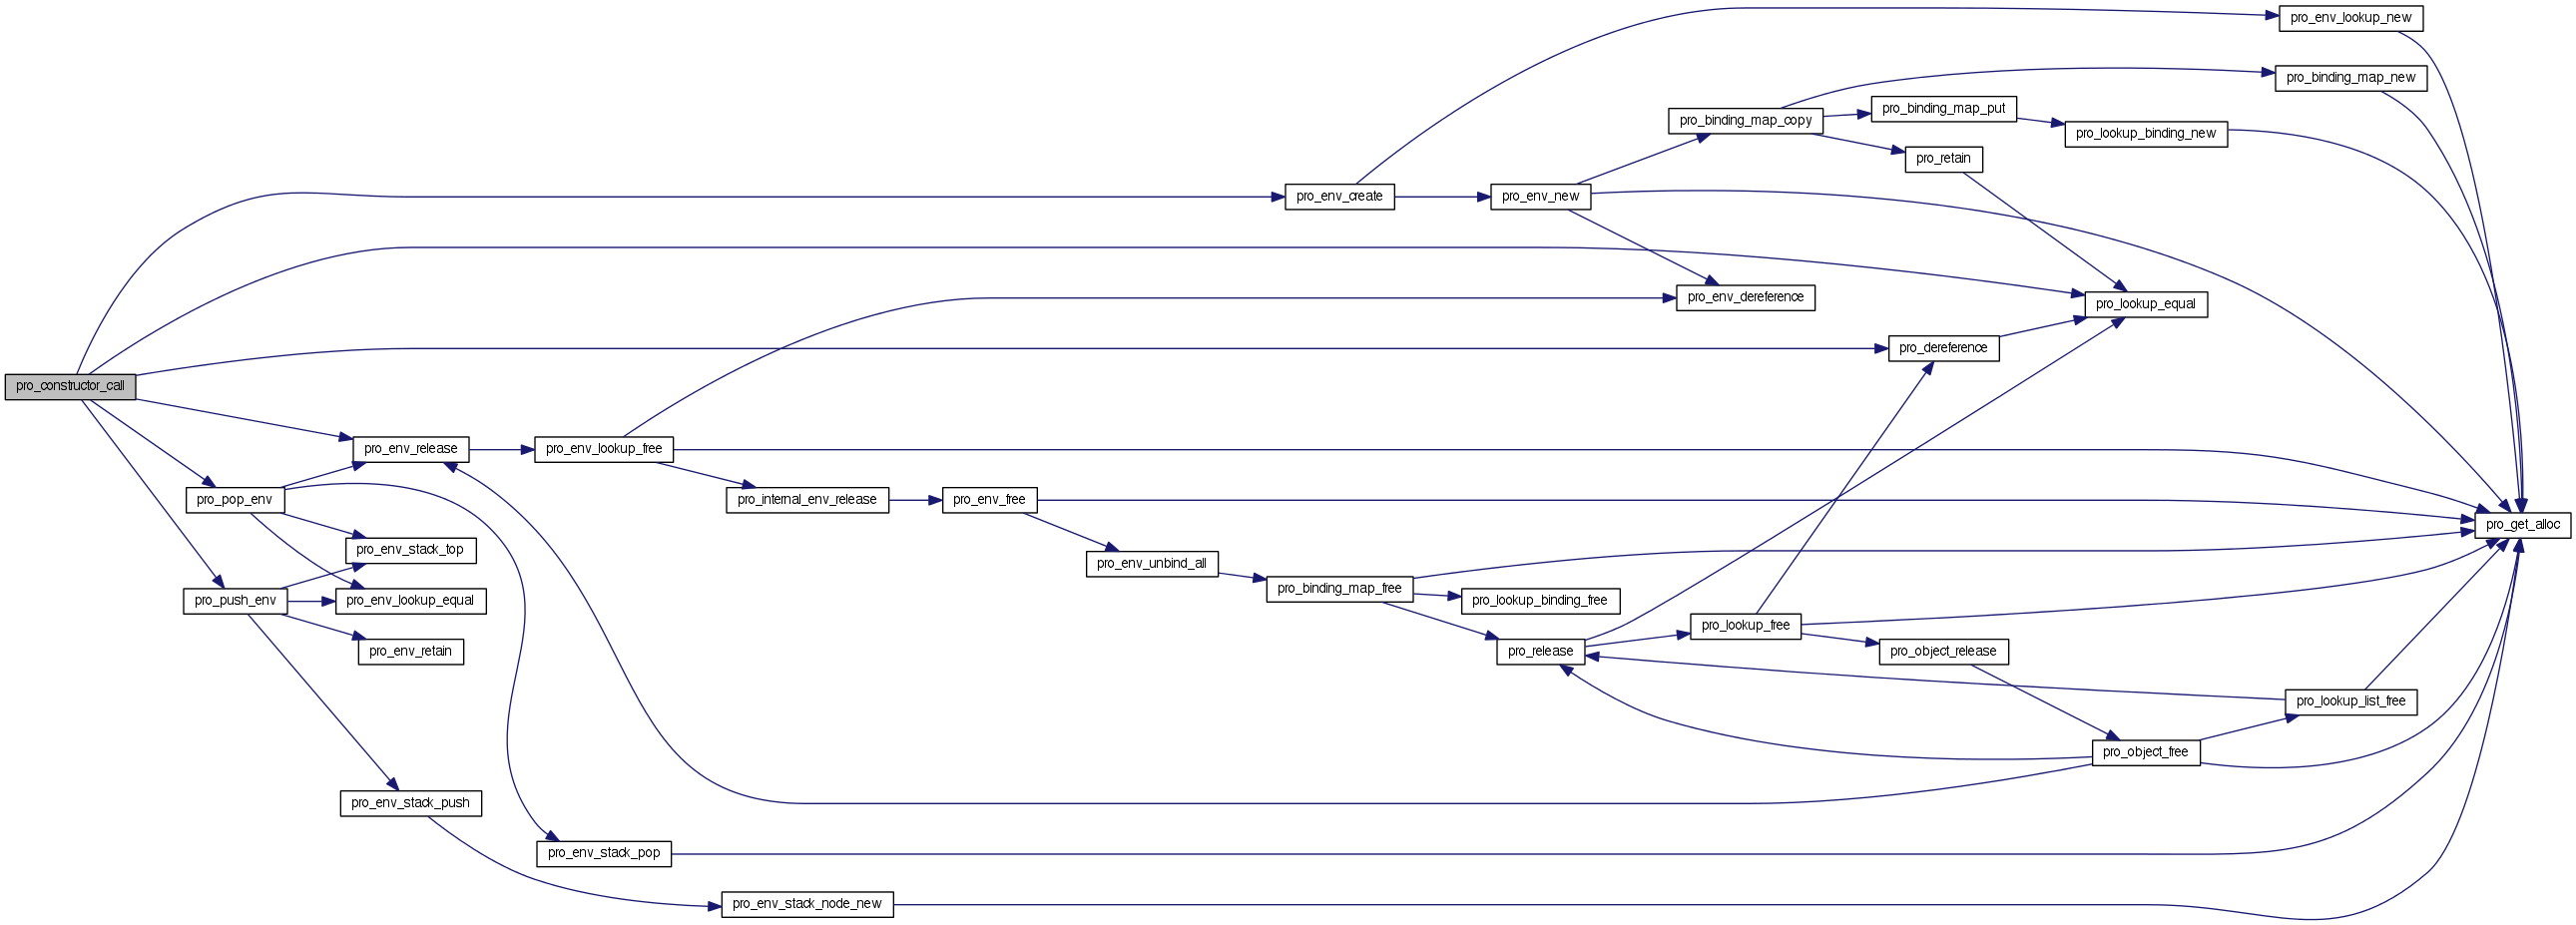 pro_env_lookup_new
pro_binding_map_new
pro_binding_map_put
pro_binding_map_copy
pro_lookup_binding_new
pro_retain
pro_env_create
pro_env_new
pro_env_dereference
pro_lookup_equal
pro_dereference
pro_constructor_call
pro_env_release
pro_env_lookup_free
pro_pop_env
pro_internal_env_release
pro_env_free
pro_get_alloc
pro_env_stack_top
pro_env_unbind_all
pro_binding_map_free
pro_push_env
pro_env_lookup_equal
pro_lookup_binding_free
pro_lookup_free
pro_env_retain
pro_release
pro_object_release
pro_lookup_list_free
pro_object_free
pro_env_stack_push
pro_env_stack_pop
pro_env_stack_node_new